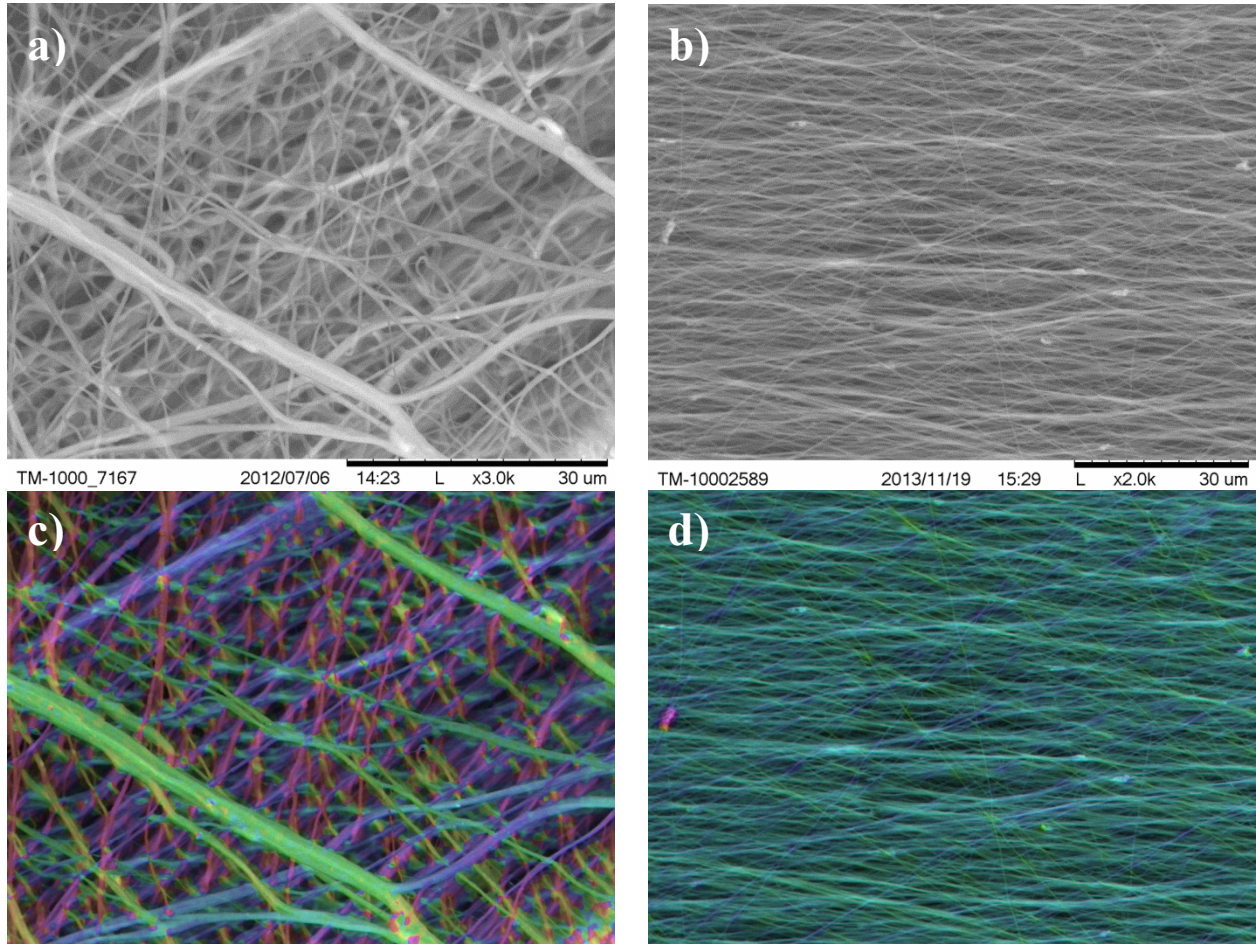 a)
b)
TM-1000_7167 2012/07/06 14:23 L x3.0k 30 um
TM-10002589 2013/11/19 15:29 L x2.0k 30 um
c)
d)